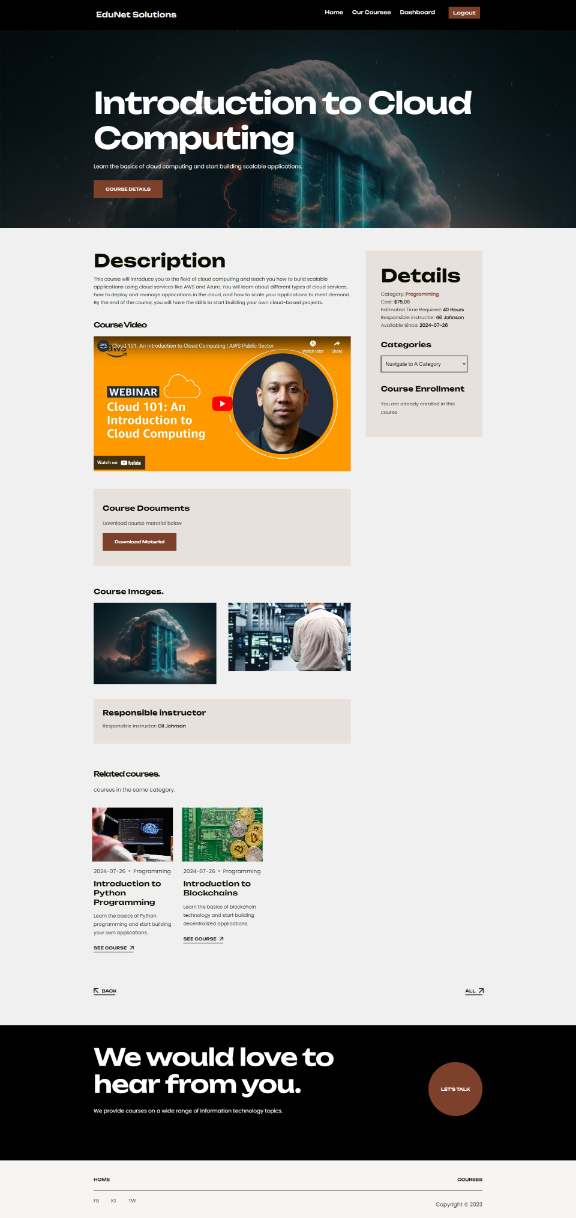 EduNet Solutions
Home Our Courses Dashboard Logout
Introduction to Cloud
Computing
Learn the basics of cloud computing and start building scalable applications.
COURSE DETAILS
Description
This course will introduce you to the field of cloud computing and teach you how to build scalable
applications using cloud services like AWS and Azure. You will learn about different types of cloud services,
how to deploy and manage applications in the cloud, and how to scale your applications to meet demand.
By the end of the course, you will have the skills to start building your own cloud-based projects.
Course Video
Cloud 101: An Introduction to Cloud Computing | AWS Public Sector
Watch later Share
aws
WEBINAR
Cloud 101: An
Introduction to
Cloud Computing
Watch on YouTube
Course Documents
Download course material below
Download Material
Course Images.
Responsible instructor
Responsible instructor: Gil Johnson
Details
Category: Programming
Cost: $75.00
Estimated Time Required: 40 Hours
Responsible instructor: Gil Johnson
Available Since: 2024-07-26
Categories
Navigate to A Category
Course Enrollment
You are already enrolled in this
course
Related courses.
courses in the same category.
2024-07-26 • Programming
Introduction to
Python
Programming
Learn the basics of Python
programming and start building
your own applications.
SEE COURSE
2024-07-26 • Programming
Introduction to
Blockchains
Learn the basics of blockchain
technology and start building
decentralized applications.
SEE COURSE
BACK
ALL
We would love to
hear from you.
We provide courses on a wide range of information technology topics.
LET'S TALK
HOME
COURSES
FB IG TW
Copyright © 2023